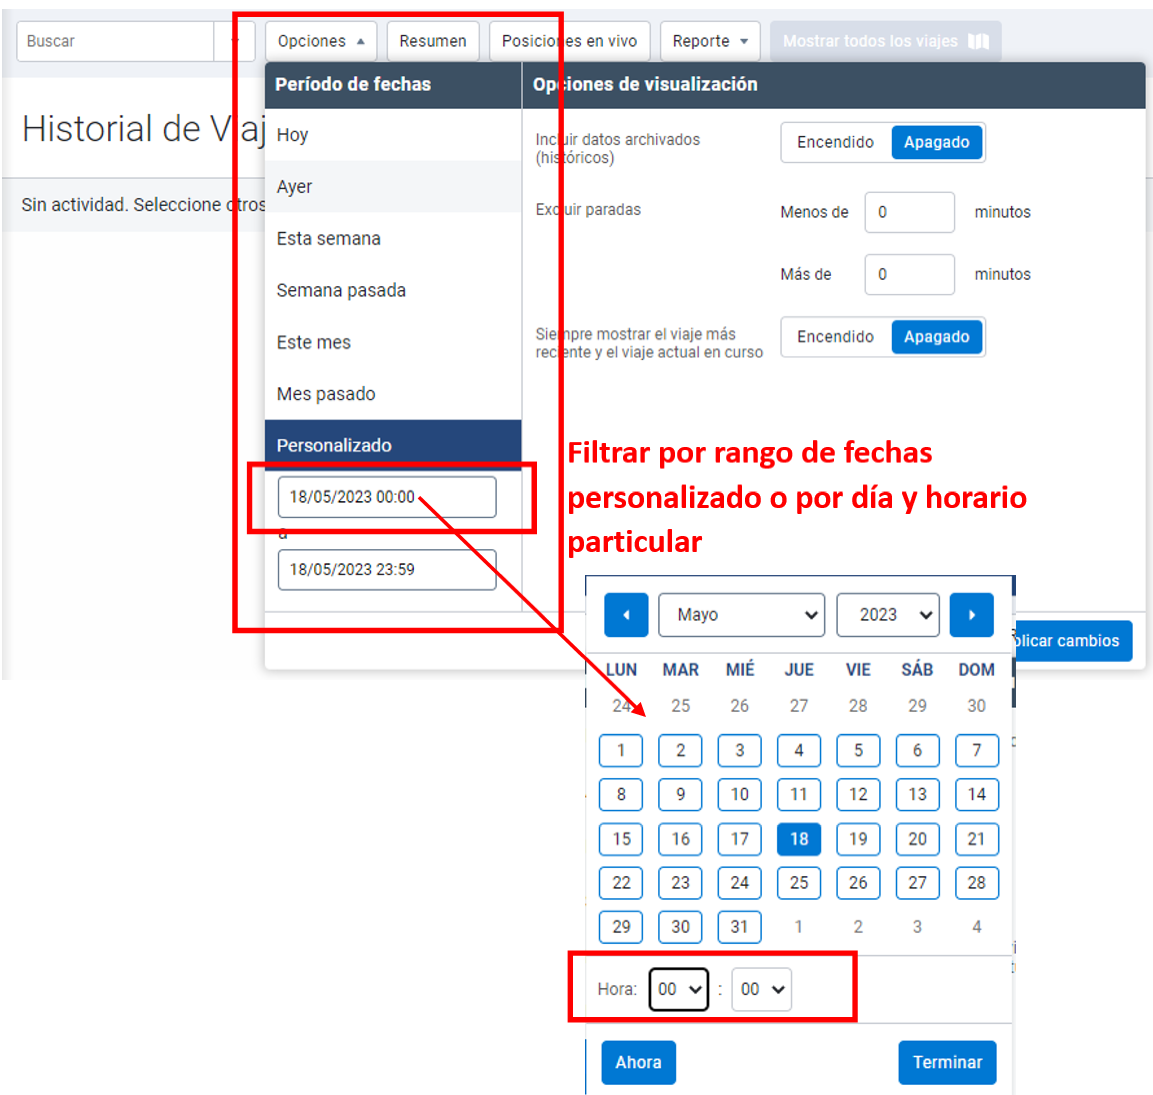 Buscar
Opciones
Resumen
Posiciones en vivo
Reporte
Mostrar todos los viajes
Período de fechas
Opciones de visualización
Historial de Viaj
Hoy
Incluir datos archivados
(históricos)
Encendido
Apagado
Ayer
Sin actividad. Seleccione otros
Excluir paradas
Menos de
0
minutos
Esta semana
Más de
0
minutos
Semana pasada
Este mes
Siempre mostrar el viaje más
reciente y el viaje actual en curso
Encendido
Apagado
Mes pasado
Personalizado
18/05/2023 00:00
a
18/05/2023 23:59
Filtrar por rango de fechas
personalizado o por día y horario
particular
Mayo
2023
plicar cambios
LUN MAR MIÉ JUE VIE SÁB DOM
24 25 26 27 28 29 30
1 2 3 4 5 6 7
8 9 10 11 12 13 14
15 16 17 18 19 20 21
22 23 24 25 26 27 28
29 30 31 1 2 3 4
Hora: 00 : 00
Ahora
Terminar